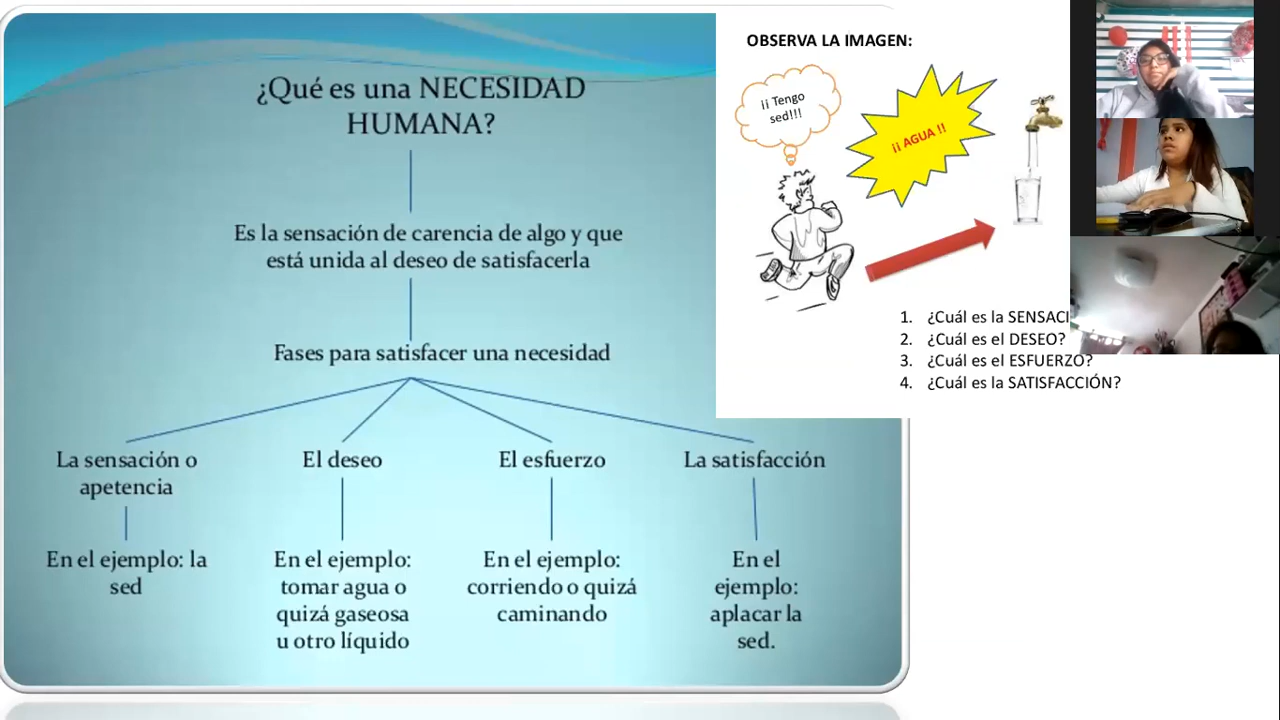 ¿Qué es una NECESIDAD
HUMANA?
Es la sensación de carencia de algo y que
está unida al deseo de satisfacerla
Fases para satisfacer una necesidad
La sensación o
apetencia
El deseo
El esfuerzo
La satisfacción
En el ejemplo: la
sed
En el ejemplo:
tomar agua o
quizá gaseosa
u otro líquido
En el ejemplo:
corriendo o quizá
caminando
En el
ejemplo:
aplacar la
sed.
OBSERVA LA IMAGEN:
¡¡ Tengo
sed!!!
¡¡ AGUA !!
1. ¿Cuál es la SENSACI
2. ¿Cuál es el DESEO?
3. ¿Cuál es el ESFUERZO?
4. ¿Cuál es la SATISFACCIÓN?